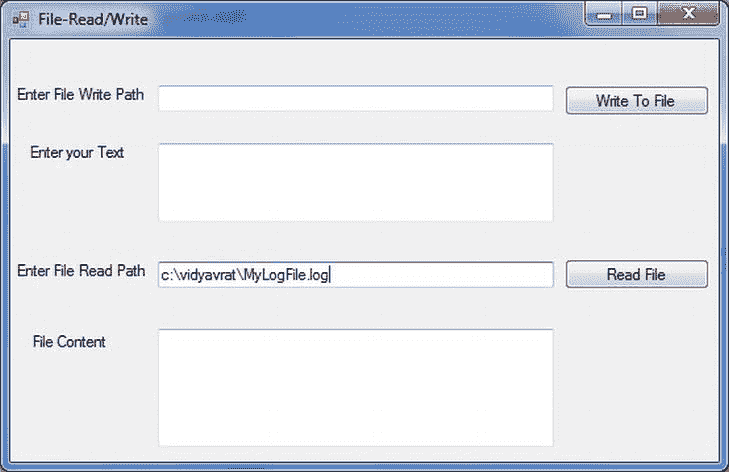 File-Read/Write
Enter File Write Path
Write To File
Enter your Text
Enter File Read Path
c:\vidyavrat\MyLogFile.log
Read File
File Content